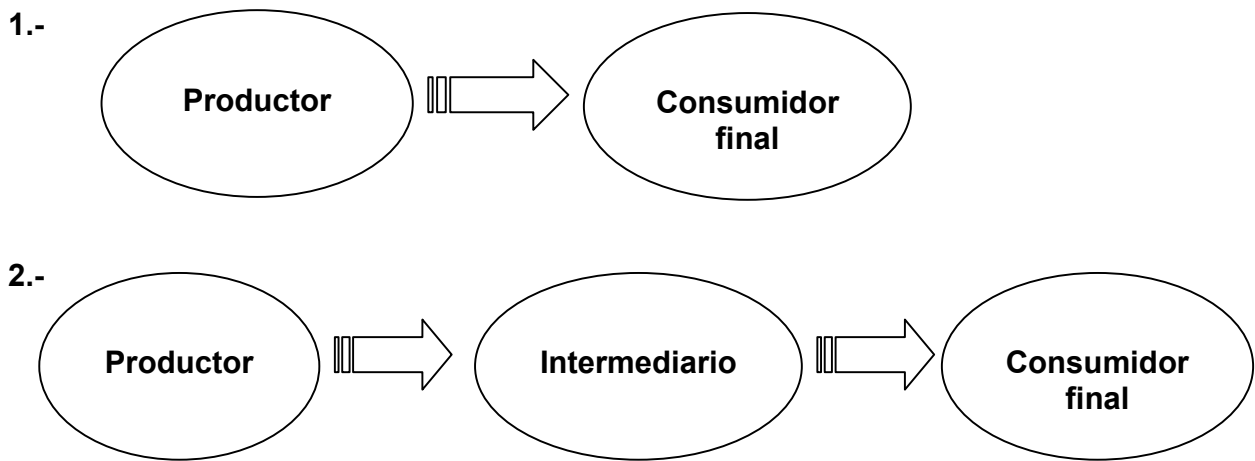 1.-
Productor
Consumidor
final
2.-
Productor
Intermediario
Consumidor
final